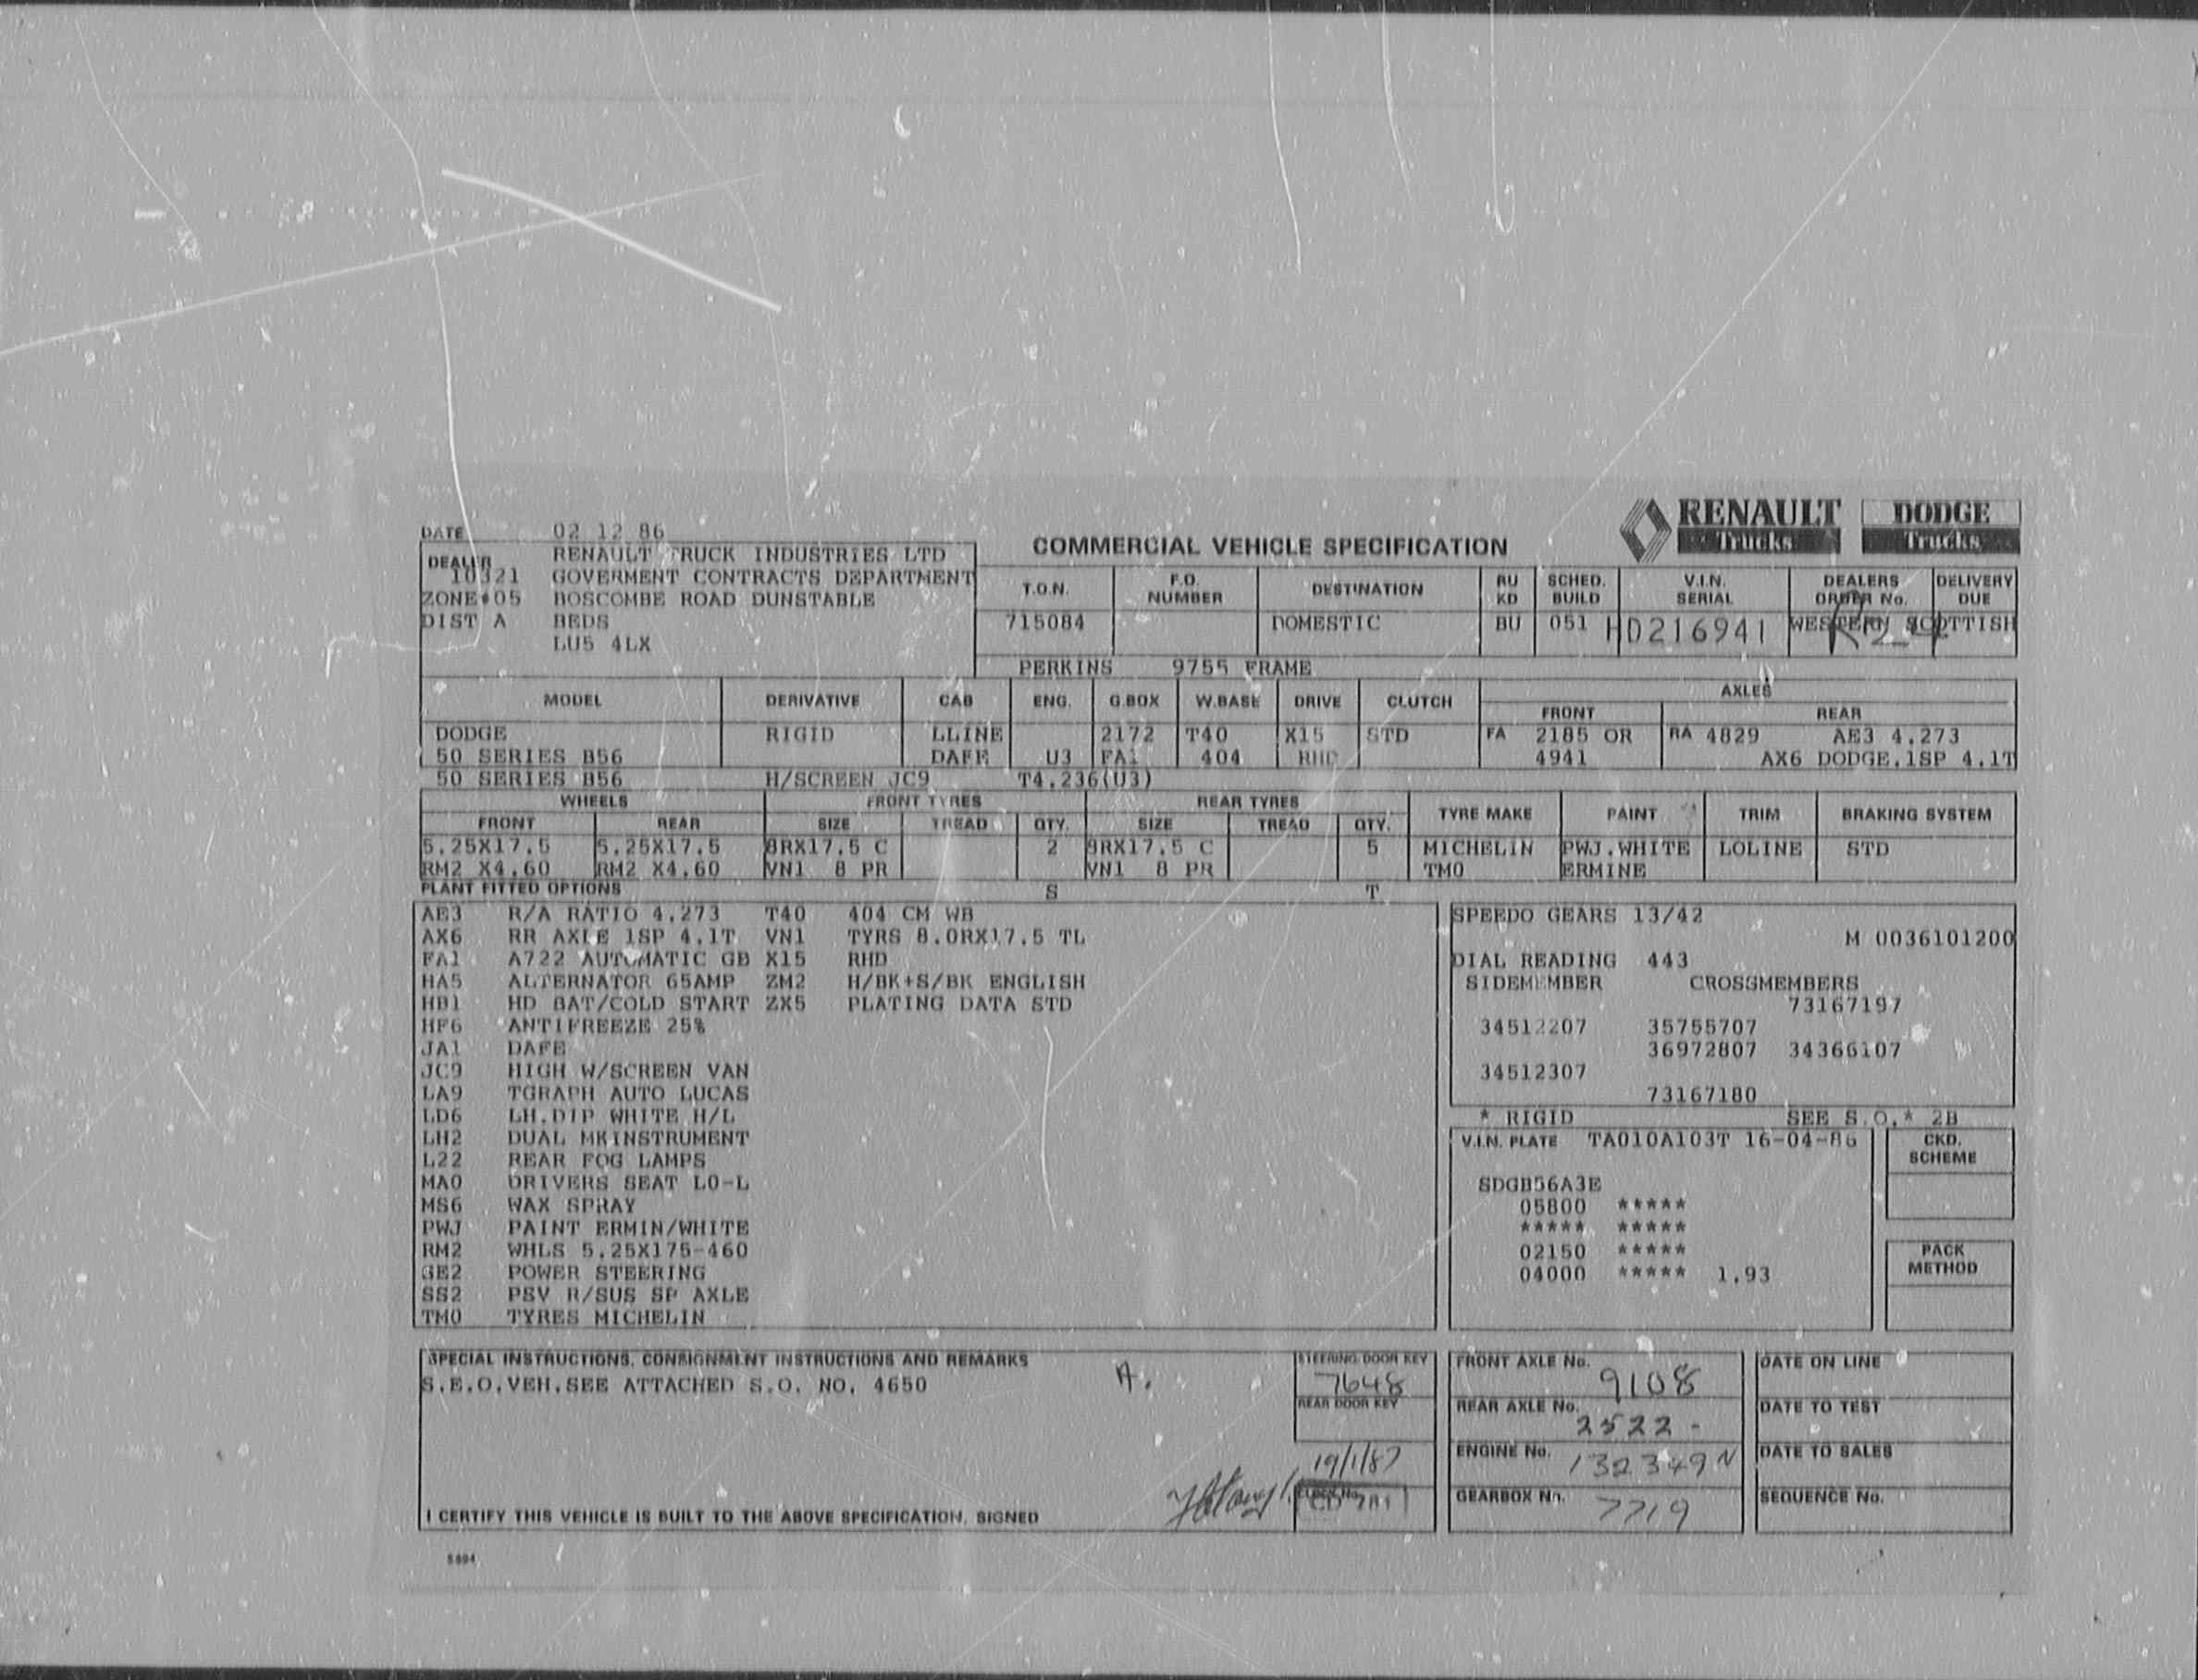 RENAULT Trucks
DODGE Trucks
DATE 02 12 86
COMMERCIAL VEHICLE SPECIFICATION
DEALER RENAULT TRUCK INDUSTRIES LTD
10321 GOVERMENT CONTRACTS DEPARTMENT
ZONE 05 BOSCOMBE ROAD DUNSTABLE
DIST A BEDS
LU5 4LX
T.O.N. F.O. NUMBER DESTINATION RU KD SCHED. BUILD V.I.N. SERIAL DEALERS ORDER No. DELIVERY DUE
715084 DOMESTIC BU 051 HD216941 WESTERN SCOTTISH
PERKINS 9755 FRAME
MODEL DERIVATIVE CAB ENG. G.BOX W.BASE DRIVE CLUTCH AXLES
FRONT REAR
DODGE RIGID LLINE 2172 T40 X15 STD FA 2185 OR RA 4829 AE3 4.273
50 SERIES B56 DAFE U3 FA1 404 RHD 4941 AX6 DODGE.1SP 4.1T
50 SERIES B56 H/SCREEN JC9 T4.236(U3)
WHEELS FRONT TYRES REAR TYRES TYRE MAKE PAINT TRIM BRAKING SYSTEM
FRONT REAR SIZE TREAD QTY. SIZE TREAD QTY.
5.25X17.5 5.25X17.5 8RX17.5 C 2 8RX17.5 C 5 MICHELIN PWJ.WHITE LOLINE STD
RM2 X4.60 RM2 X4.60 VN1 8 PR VN1 8 PR TM0 ERMINE
PLANT FITTED OPTIONS S T
AE3 R/A RATIO 4.273 T40 404 CM WB
AX6 RR AXLE 1SP 4.1T VN1 TYRS 8.0RX17.5 TL
FA1 A722 AUTOMATIC GB X15 RHD
HA5 ALTERNATOR 65AMP ZM2 H/BK+S/BK ENGLISH
HB1 HD BAT/COLD START ZX5 PLATING DATA STD
HF6 ANTIFREEZE 25%
JA1 DAFE
JC9 HIGH W/SCREEN VAN
LA9 TGRAPH AUTO LUCAS
LD6 LH.DIP WHITE H/L
LH2 DUAL MKINSTRUMENT
L22 REAR FOG LAMPS
MA0 DRIVERS SEAT LO-L
MS6 WAX SPRAY
PWJ PAINT ERMIN/WHITE
RM2 WHLS 5.25X175-460
GE2 POWER STEERING
SS2 PSV R/SUS SP AXLE
TM0 TYRES MICHELIN
SPEEDO GEARS 13/42
M 0036101200
DIAL READING 443
SIDEMEMBER CROSSMEMBERS
73167197
34512207 35755707
36972807 34366107
34512307
73167180
* RIGID SEE S.O.* 2B
V.I.N. PLATE TA010A103T 16-04-86
SDGB56A3E
05800 *****
***** *****
02150 *****
04000 ***** 1.93
CKD. SCHEME
PACK METHOD
SPECIAL INSTRUCTIONS, CONSIGNMENT INSTRUCTIONS AND REMARKS
S.E.O.VEH.SEE ATTACHED S.O. NO. 4650
A.
I CERTIFY THIS VEHICLE IS BUILT TO THE ABOVE SPECIFICATION, SIGNED
STEERING DOOR KEY
7648
REAR DOOR KEY
19/1/87
FRONT AXLE No. 9108
REAR AXLE No. 2522-
ENGINE No. 132349N
GEARBOX No. 7719
DATE ON LINE
DATE TO TEST
DATE TO SALES
SEQUENCE No.